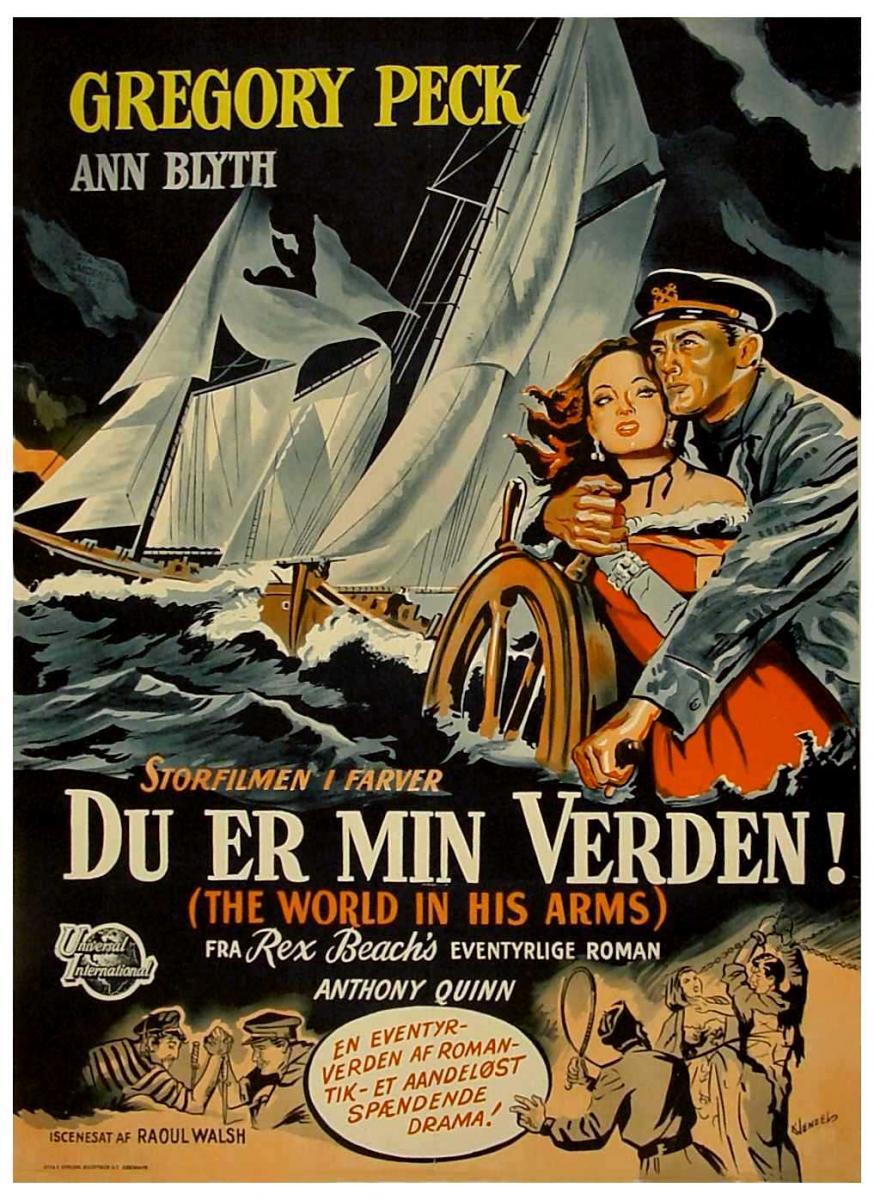 GREGORY PECK
ANN BLYTH
STORFILMEN I FARVER
DU ER MIN VERDEN!
(THE WORLD IN HIS ARMS)
FRA Rex Beach's EVENTYRLIGE ROMAN
Universal
International
ANTHONY QUINN
EN EVENTYR-
VERDEN AF ROMAN-
TIK - ET AANDELØST
SPÆNDENDE
DRAMA!
ISCENESAT AF RAOUL WALSH
K. WENZEL